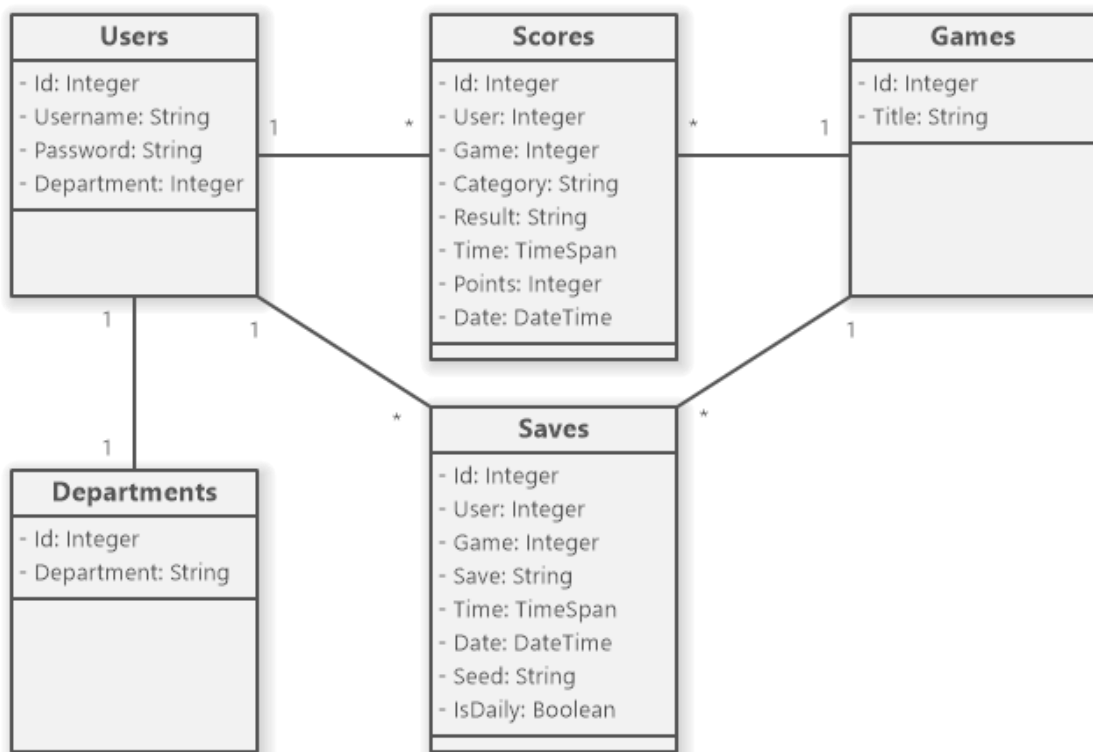 Users
- Id: Integer
- Username: String
- Password: String
- Department: Integer
1
*
Scores
- Id: Integer
- User: Integer
- Game: Integer
- Category: String
- Result: String
- Time: TimeSpan
- Points: Integer
- Date: DateTime
*
1
Games
- Id: Integer
- Title: String
1
1
1
*
*
1
Departments
- Id: Integer
- Department: String
Saves
- Id: Integer
- User: Integer
- Game: Integer
- Save: String
- Time: TimeSpan
- Date: DateTime
- Seed: String
- IsDaily: Boolean